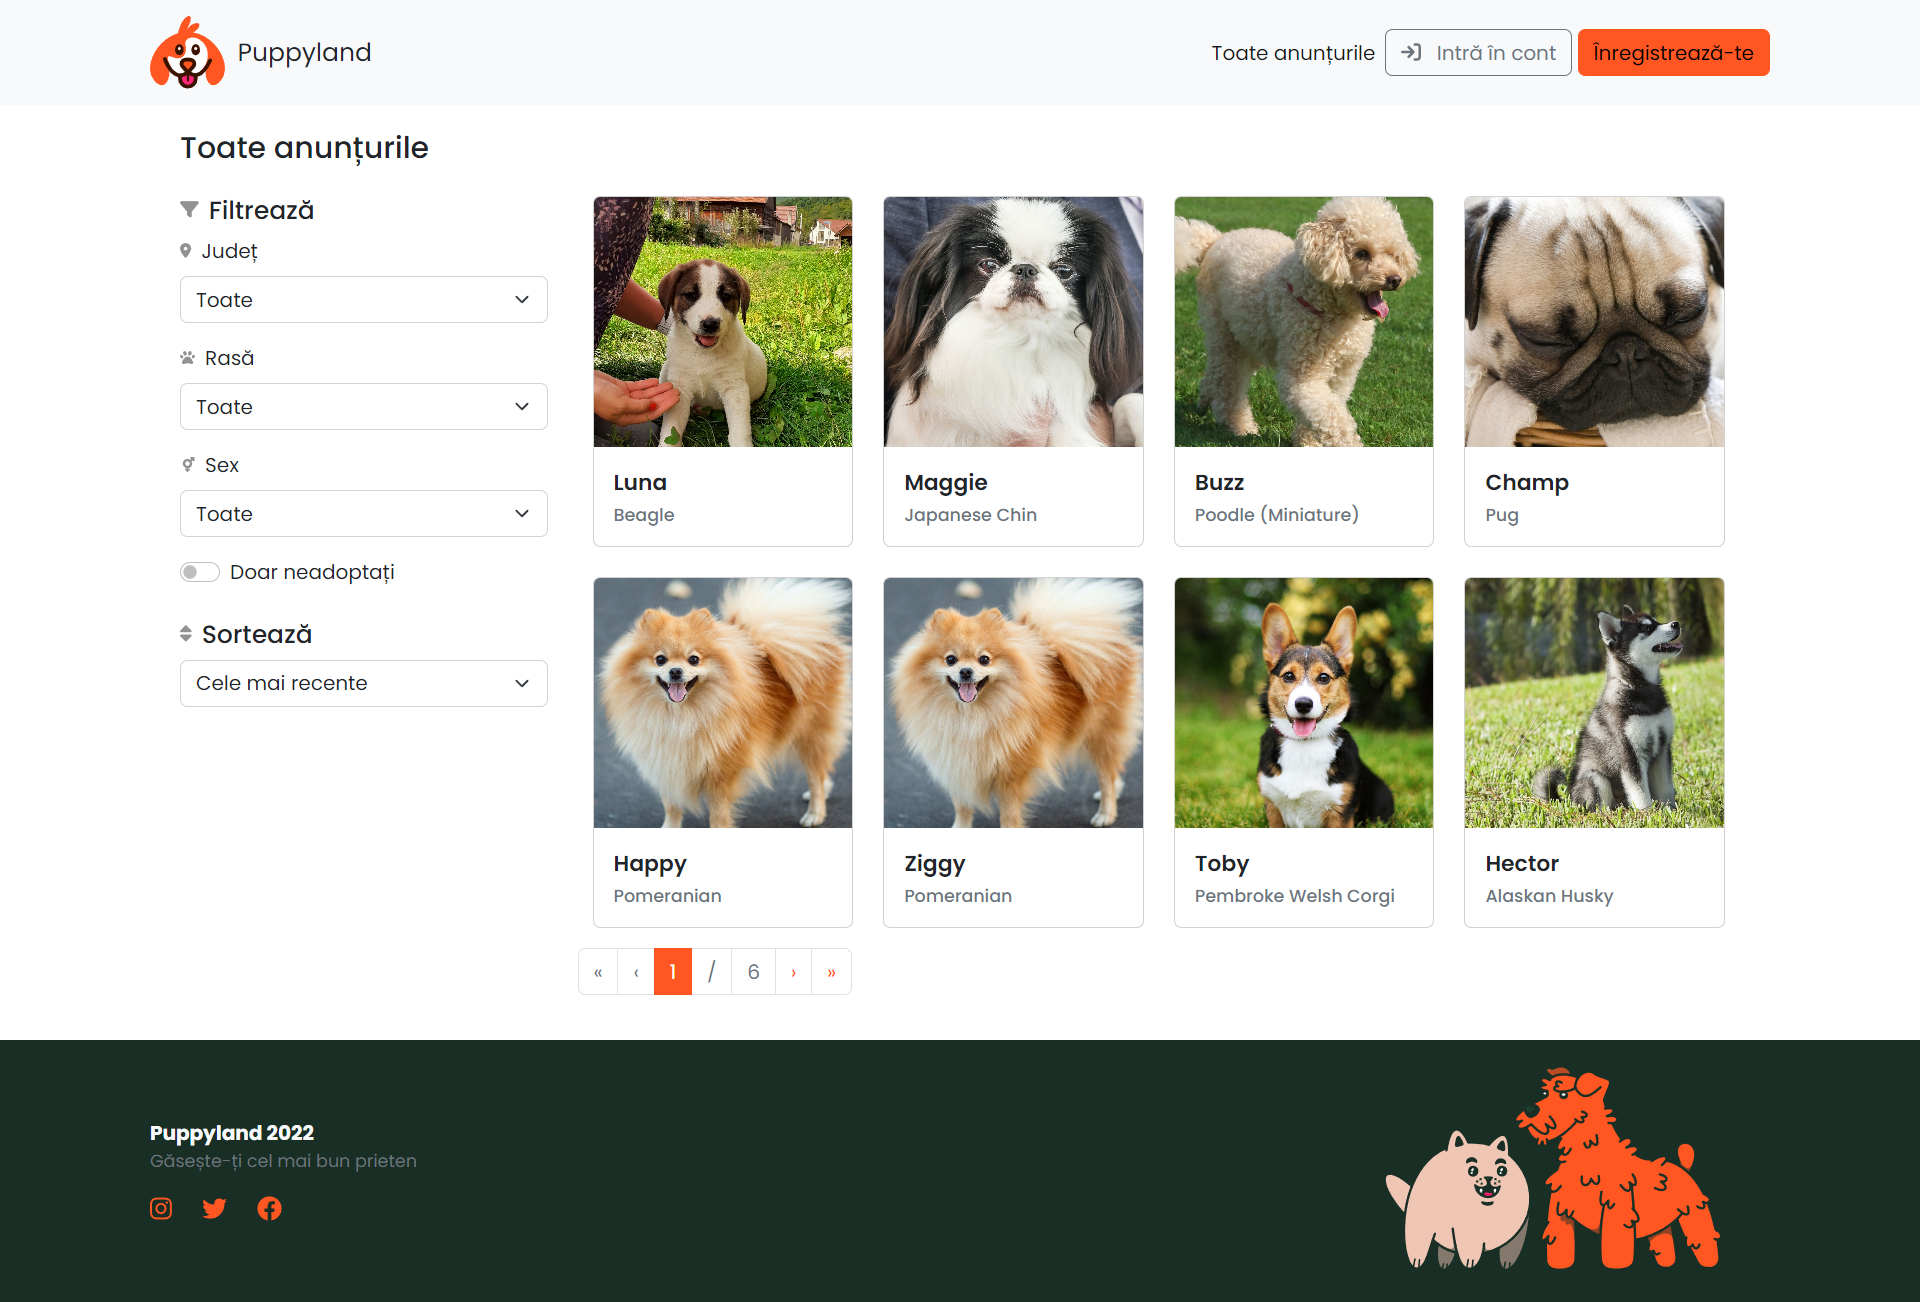 Puppyland
Toate anunțurile
Intră în cont
Înregistrează-te
Toate anunțurile
Filtrează
Județ
Toate
Rasă
Toate
Sex
Toate
Doar neadoptați
Sortează
Cele mai recente
Luna
Beagle
Maggie
Japanese Chin
Buzz
Poodle (Miniature)
Champ
Pug
Happy
Pomeranian
Ziggy
Pomeranian
Toby
Pembroke Welsh Corgi
Hector
Alaskan Husky
« ‹ 1 / 6 › »
Puppyland 2022
Găsește-ți cel mai bun prieten